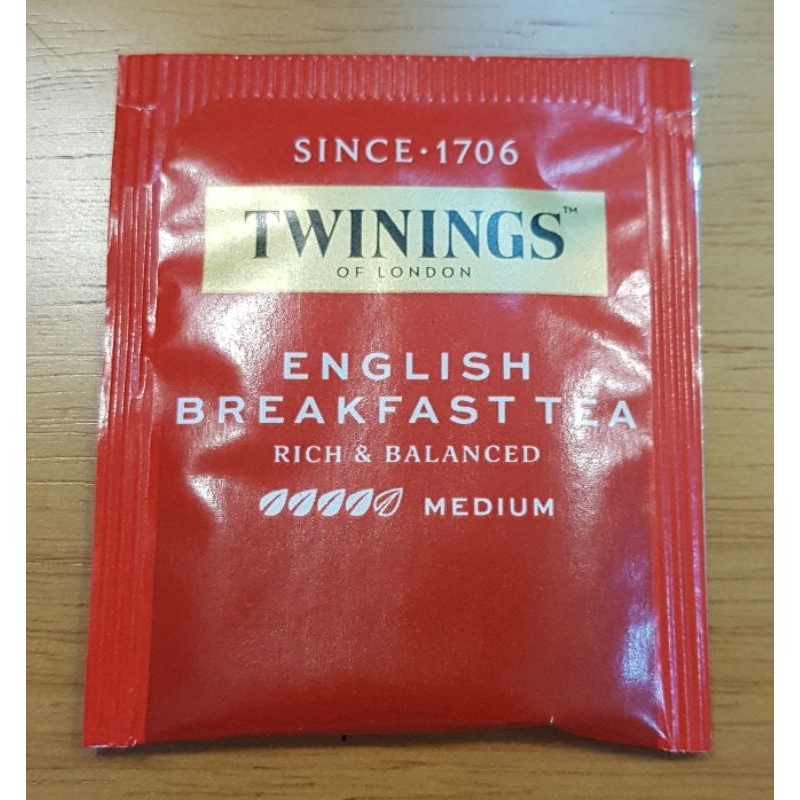 SINCE·1706
TWININGS™
OF LONDON
ENGLISH
BREAKFAST TEA
RICH & BALANCED
MEDIUM